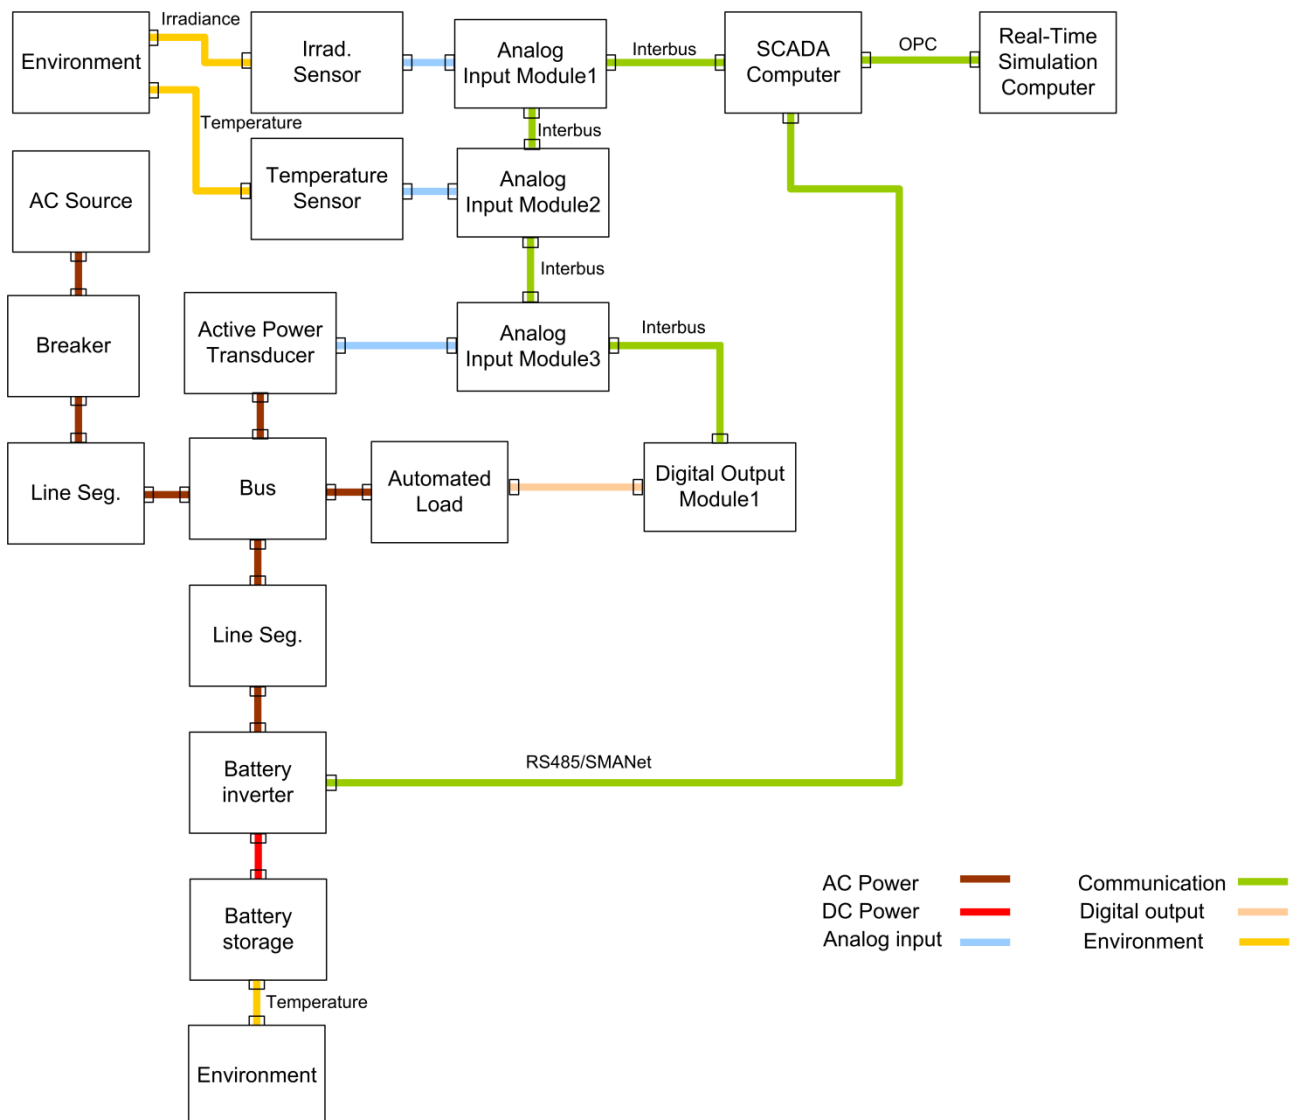 Irradiance
Environment
Irrad.
Sensor
Analog
Input Module1
Interbus
SCADA
Computer
OPC
Real-Time
Simulation
Computer
Temperature
Interbus
AC Source
Temperature
Sensor
Analog
Input Module2
Interbus
Breaker
Active Power
Transducer
Analog
Input Module3
Interbus
Line Seg.
Bus
Automated
Load
Digital Output
Module1
Line Seg.
Battery
inverter
RS485/SMANet
Battery
storage
Temperature
Environment
AC Power
DC Power
Analog input
Communication
Digital output
Environment